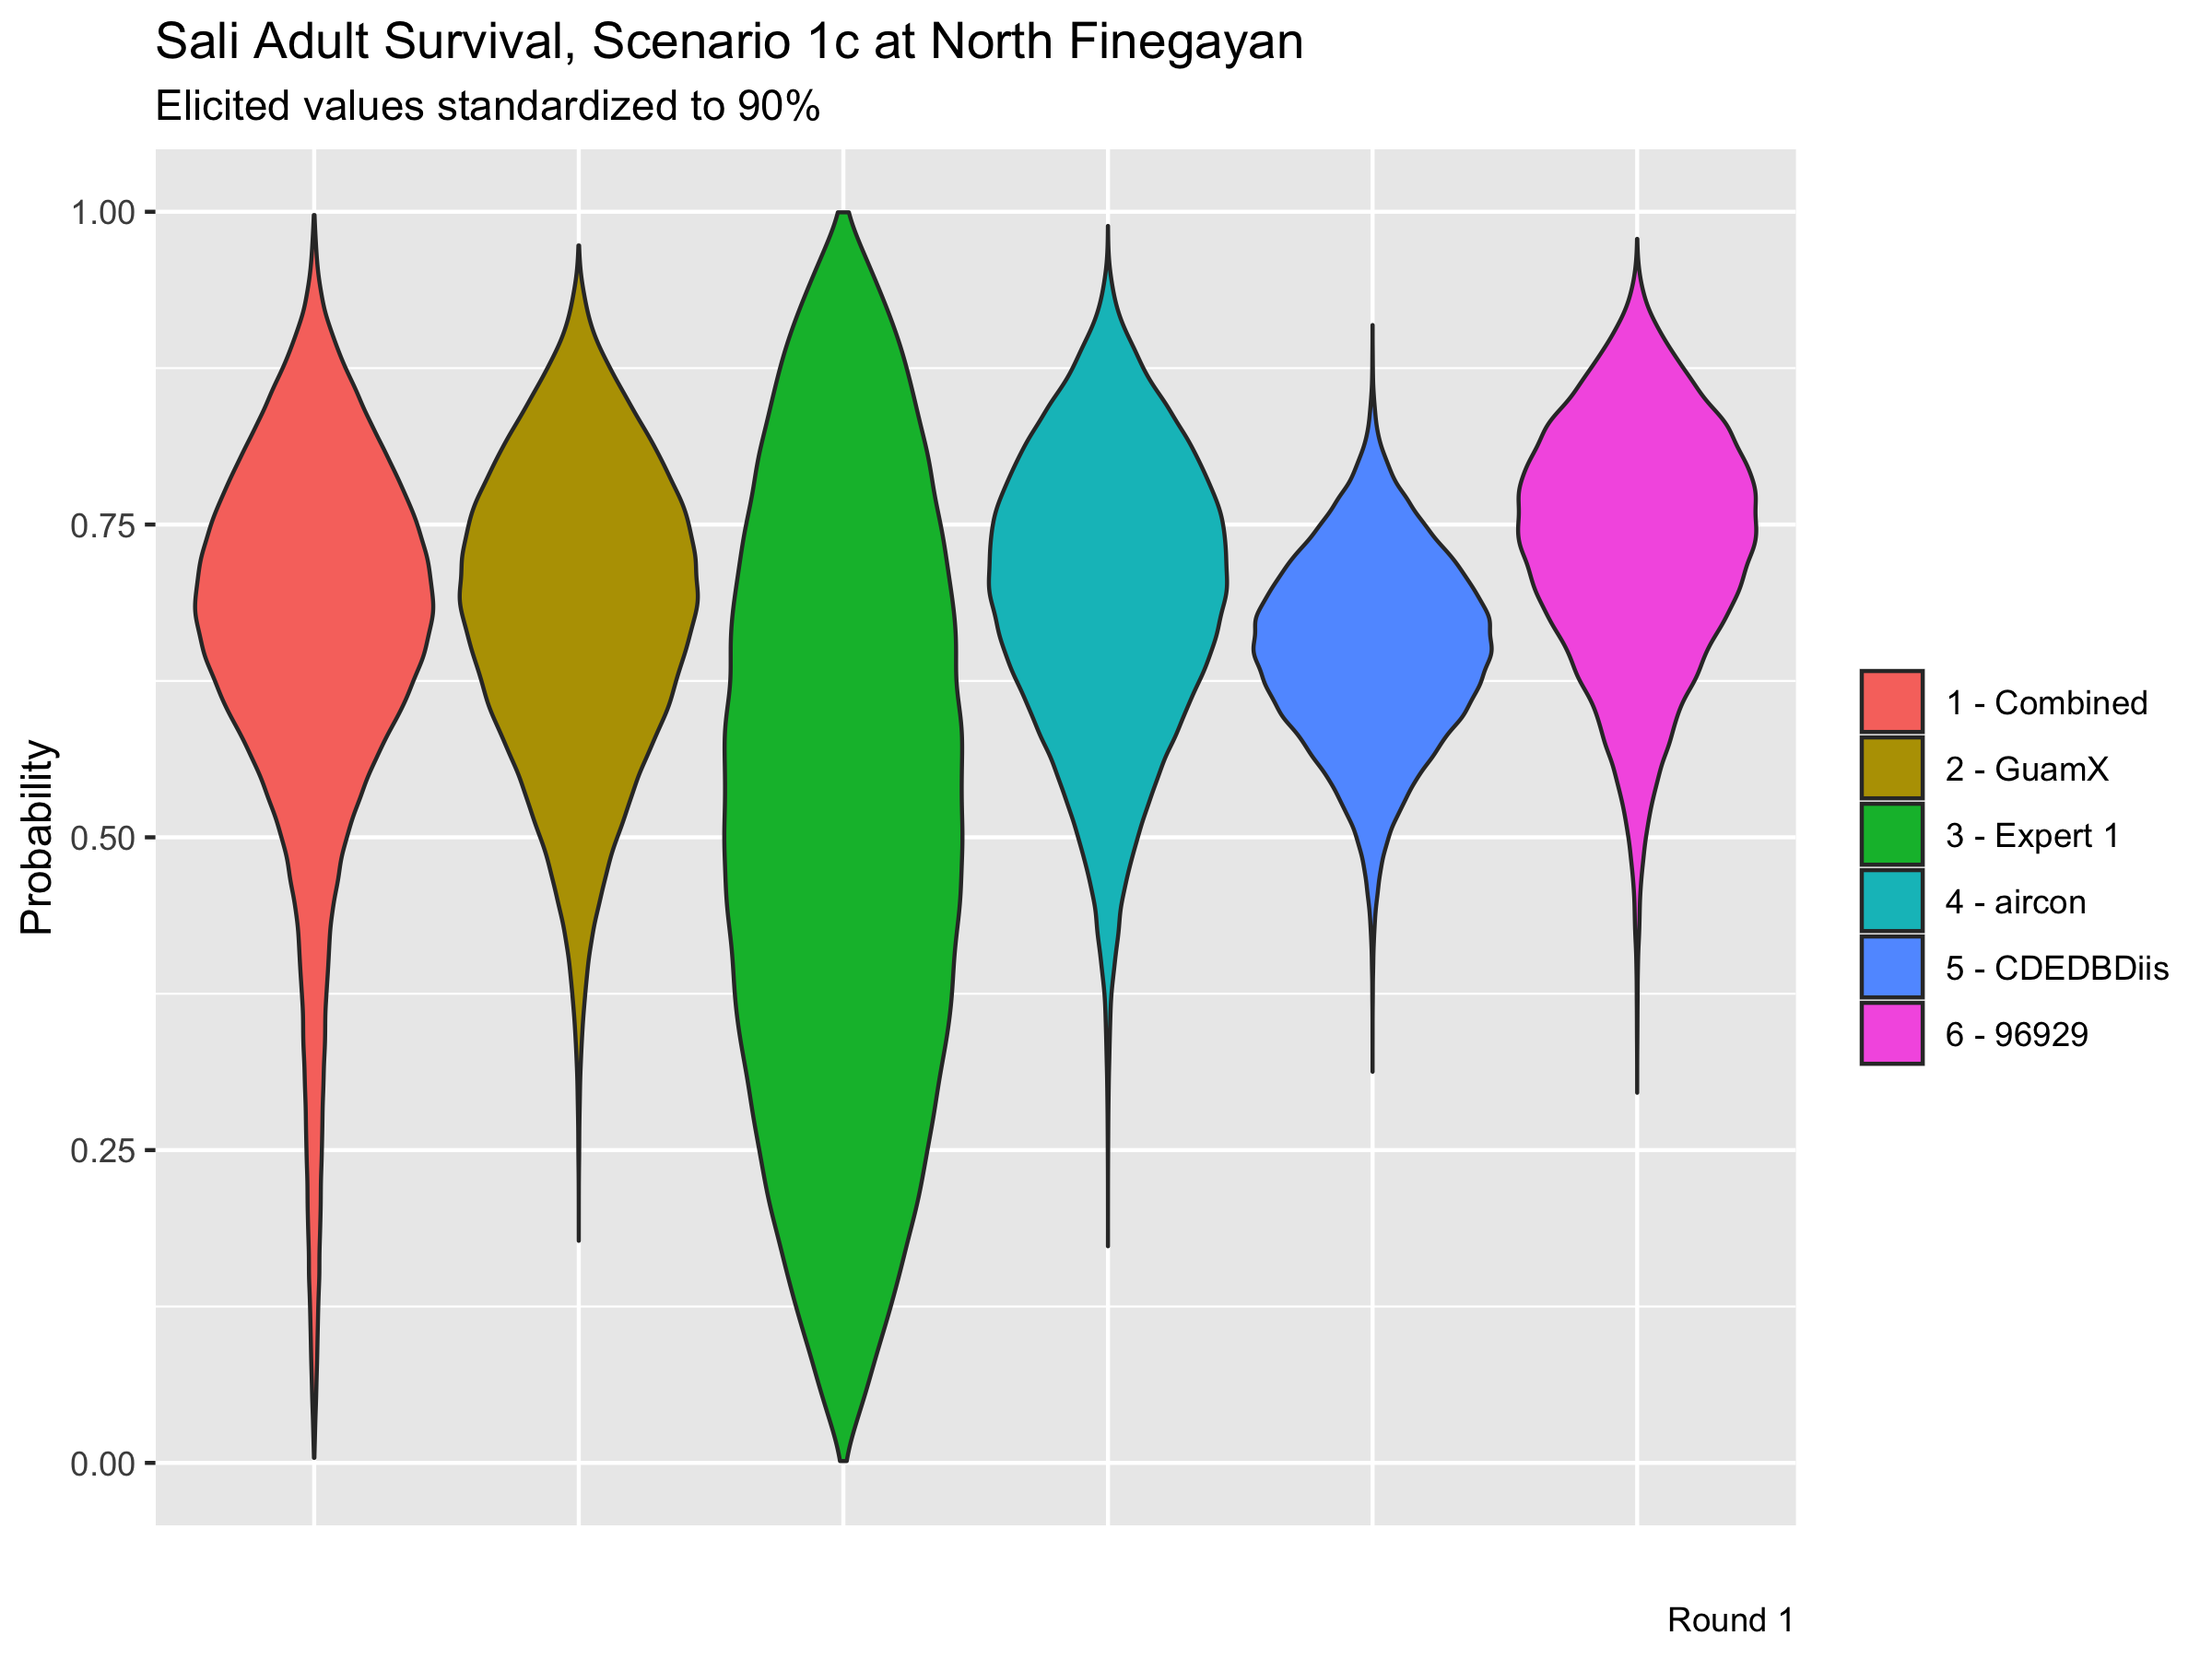 Sali Adult Survival, Scenario 1c at North Finegayan
Elicited values standardized to 90%
Probability
1.00
0.75
0.50
0.25
0.00
1 - Combined
2 - GuamX
3 - Expert 1
4 - aircon
5 - CDEDBDiis
6 - 96929
Round 1